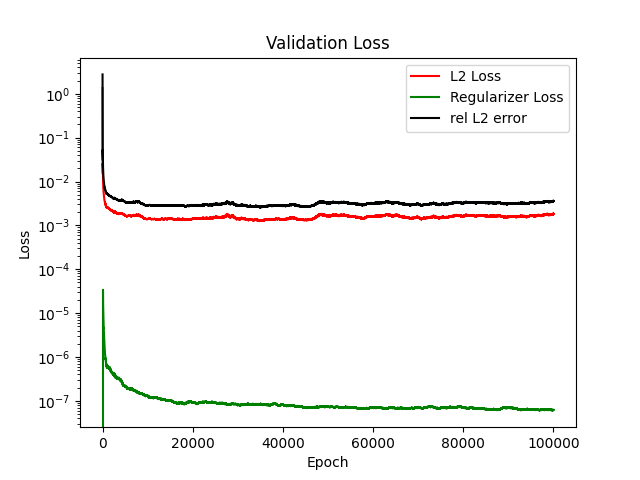 Validation Loss
L2 Loss
Regularizer Loss
rel L2 error
10⁰
10⁻¹
10⁻²
10⁻³
10⁻⁴
10⁻⁵
10⁻⁶
10⁻⁷
Loss
0 20000 40000 60000 80000 100000
Epoch